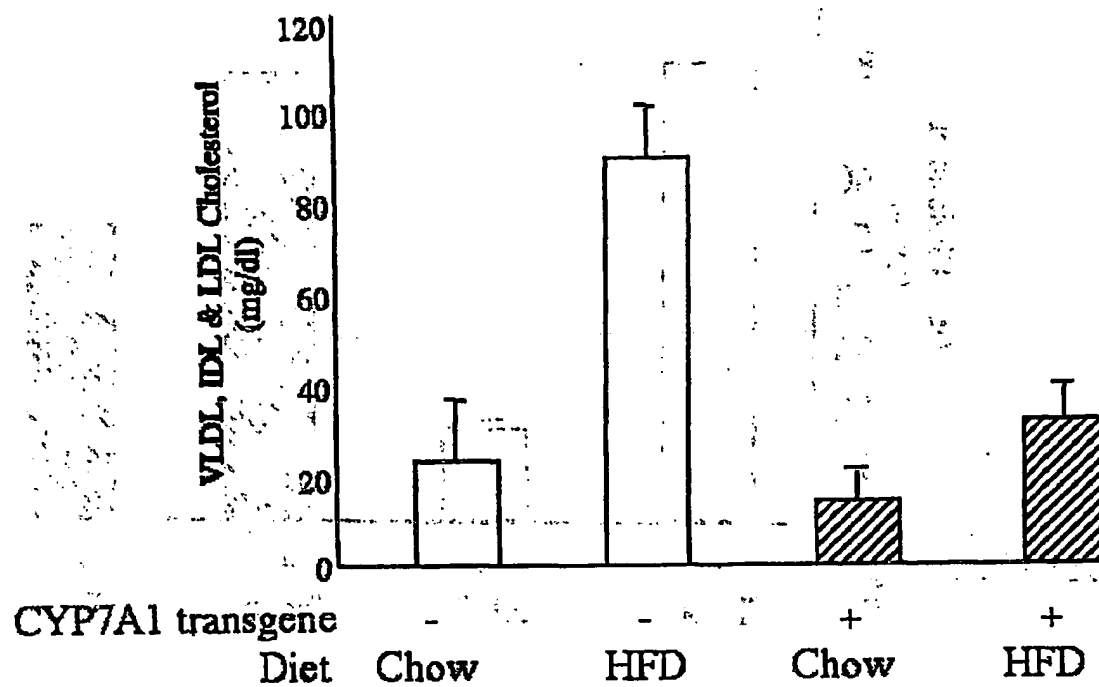 120
100
80
60
40
20
0
VLDL, IDL & LDL Cholesterol
(mg/dl)
CYP7A1 transgene - - + +
Diet Chow HFD Chow HFD